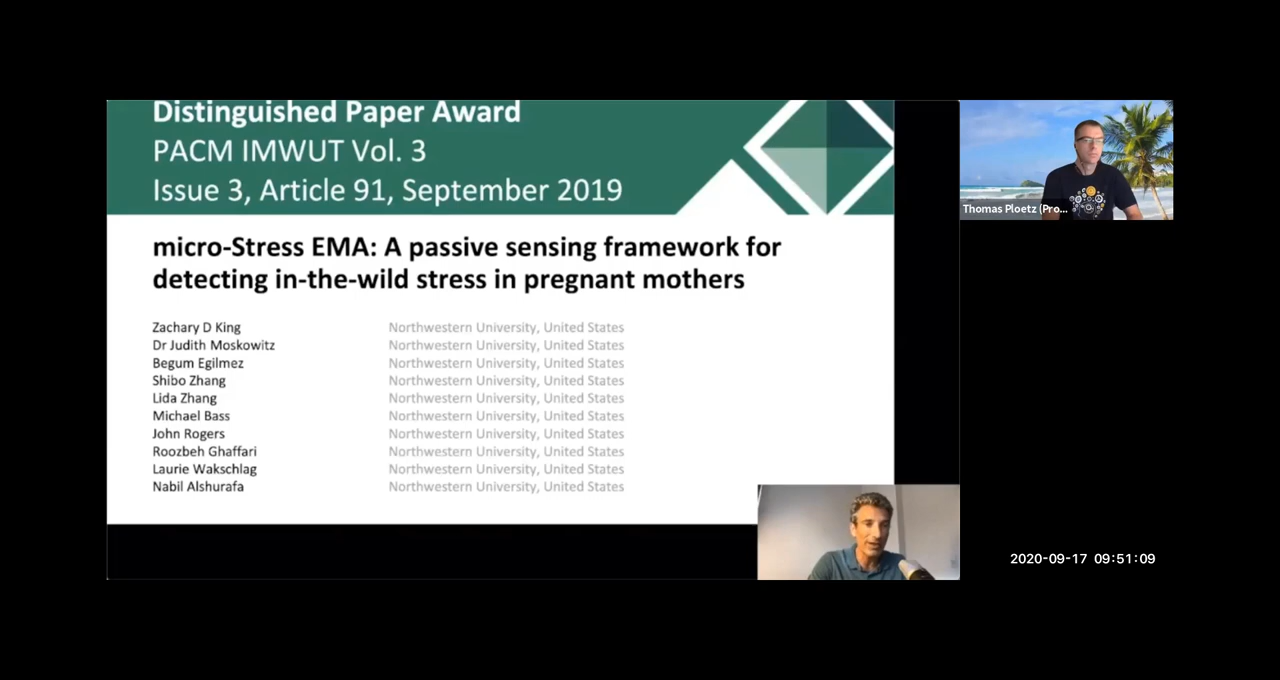 Distinguished Paper Award
PACM IMWUT Vol. 3
Issue 3, Article 91, September 2019
micro-Stress EMA: A passive sensing framework for
detecting in-the-wild stress in pregnant mothers
Zachary D King Northwestern University, United States
Dr Judith Moskowitz Northwestern University, United States
Begum Egilmez Northwestern University, United States
Shibo Zhang Northwestern University, United States
Lida Zhang Northwestern University, United States
Michael Bass Northwestern University, United States
John Rogers Northwestern University, United States
Roozbeh Ghaffari Northwestern University, United States
Laurie Wakschlag Northwestern University, United States
Nabil Alshurafa Northwestern University, United States
Thomas Ploetz (Pro...
2020-09-17 09:51:09